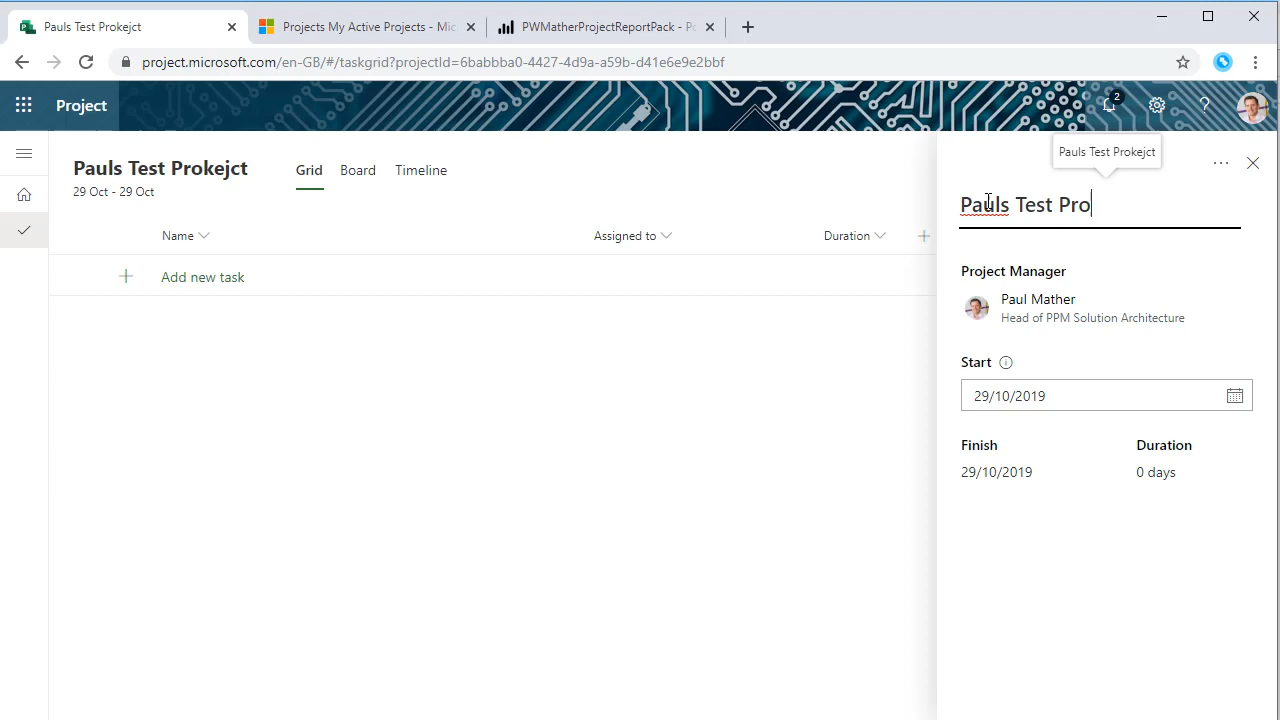 Pauls Test Prokejct
Projects My Active Projects - Mic
PWMatherProjectReportPack - Po
project.microsoft.com/en-GB/#/taskgrid?projectId=6babbba0-4427-4d9a-a59b-d41e6e9e2bbf
Project
2
Pauls Test Prokejct
29 Oct - 29 Oct
Grid
Board
Timeline
Pauls Test Prokejct
Pauls Test Pro
Name
Assigned to
Duration
Add new task
Project Manager
Paul Mather
Head of PPM Solution Architecture
Start
29/10/2019
Finish
Duration
29/10/2019
0 days